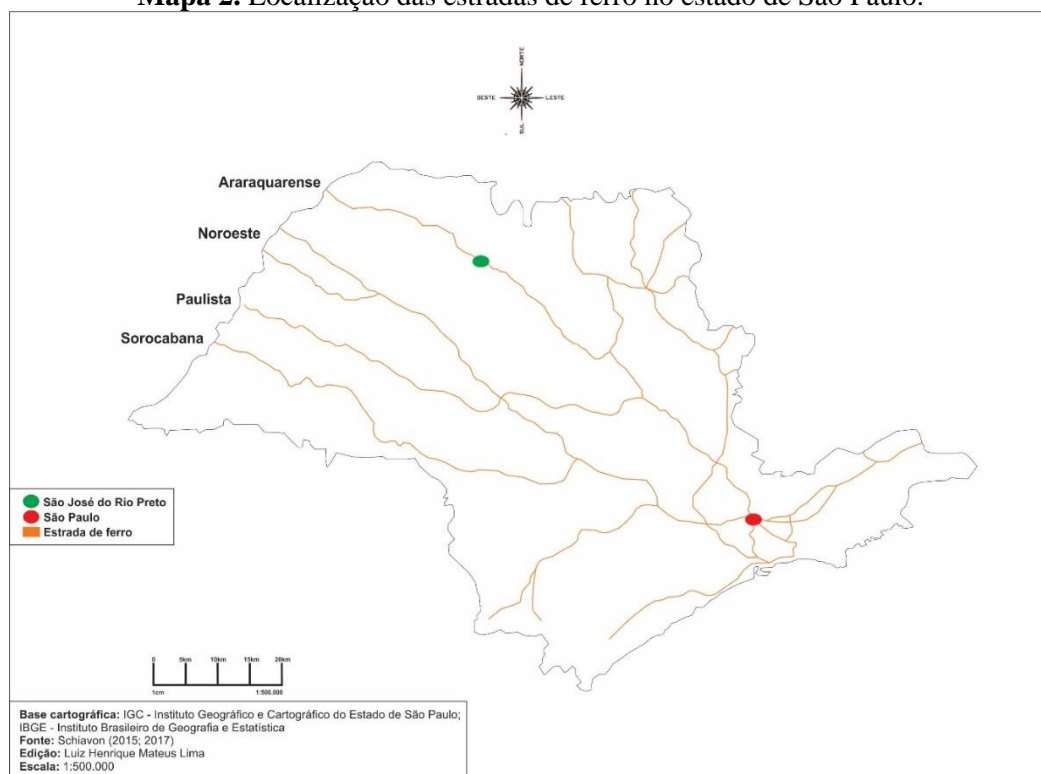 Mapa 2. Localização das estradas de ferro no estado de São Paulo.
NORTE
OESTE LESTE
SUL
Araraquarense
Noroeste
Paulista
Sorocabana
São José do Rio Preto
São Paulo
Estrada de ferro
0 5km 10km 15km 20km
1cm 1:500.000
Base cartográfica: IGC - Instituto Geográfico e Cartográfico do Estado de São Paulo;
IBGE - Instituto Brasileiro de Geografia e Estatística
Fonte: Schiavon (2015; 2017)
Edição: Luiz Henrique Mateus Lima
Escala: 1:500.000